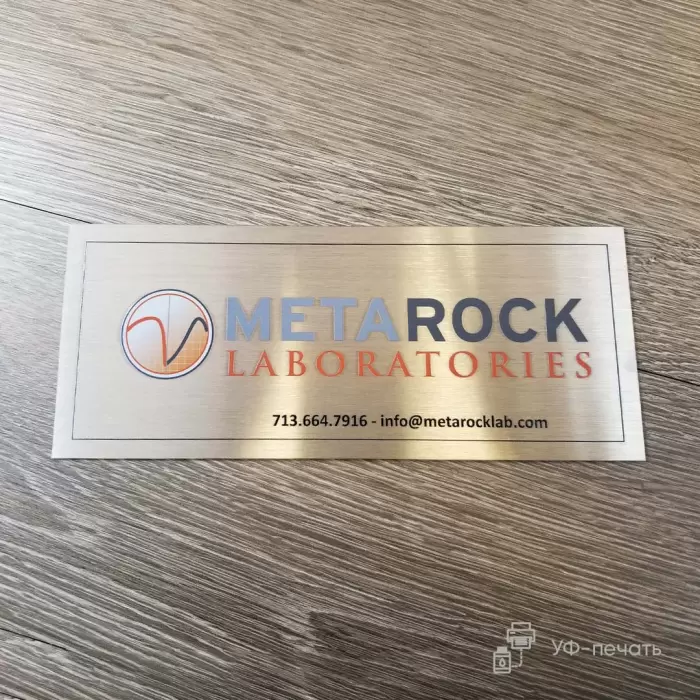 METAROCK
LABORATORIES
713.664.7916 - info@metarocklab.com
УФ-печать